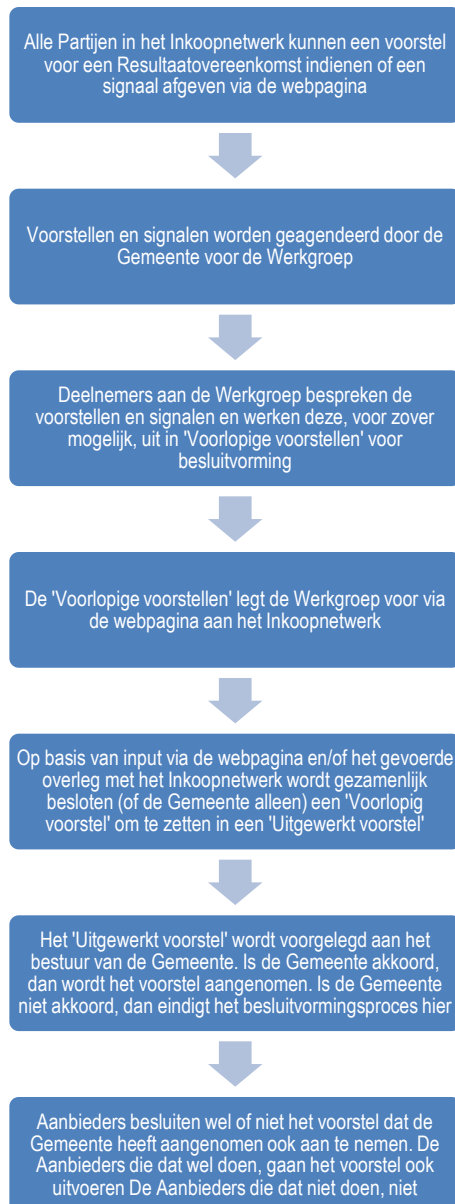 Alle Partijen in het Inkoopnetwerk kunnen een voorstel
voor een Resultaatovereenkomst indienen of een
signaal afgeven via de webpagina
Voorstellen en signalen worden geagendeerd door de
Gemeente voor de Werkgroep
Deelnemers aan de Werkgroep bespreken de
voorstellen en signalen en werken deze, voor zover
mogelijk, uit in 'Voorlopige voorstellen' voor
besluitvorming
De 'Voorlopige voorstellen' legt de Werkgroep voor via
de webpagina aan het Inkoopnetwerk
Op basis van input via de webpagina en/of het gevoerde
overleg met het Inkoopnetwerk wordt gezamenlijk
besloten (of de Gemeente alleen) een 'Voorlopig
voorstel' om te zetten in een 'Uitgewerkt voorstel'
Het 'Uitgewerkt voorstel' wordt voorgelegd aan het
bestuur van de Gemeente. Is de Gemeente akkoord,
dan wordt het voorstel aangenomen. Is de Gemeente
niet akkoord, dan eindigt het besluitvormingsproces hier
Aanbieders besluiten wel of niet het voorstel dat de
Gemeente heeft aangenomen ook aan te nemen. De
Aanbieders die dat wel doen, gaan het voorstel ook
uitvoeren De Aanbieders die dat niet doen, niet